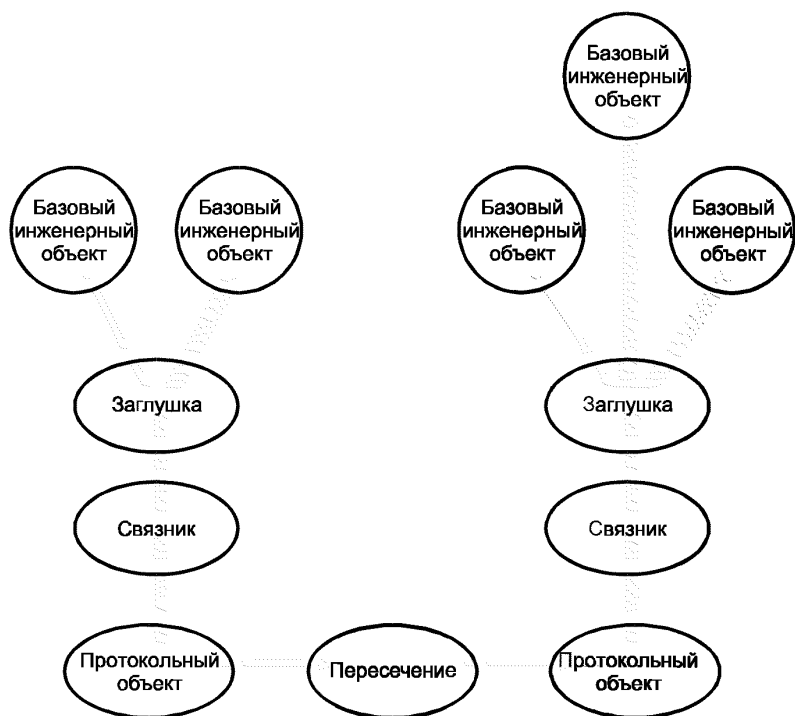 Базовый
инженерный
объект
Базовый
инженерный
объект
Базовый
инженерный
объект
Базовый
инженерный
объект
Базовый
инженерный
объект
Заглушка
Заглушка
Связник
Связник
Протокольный
объект
Пересечение
Протокольный
объект